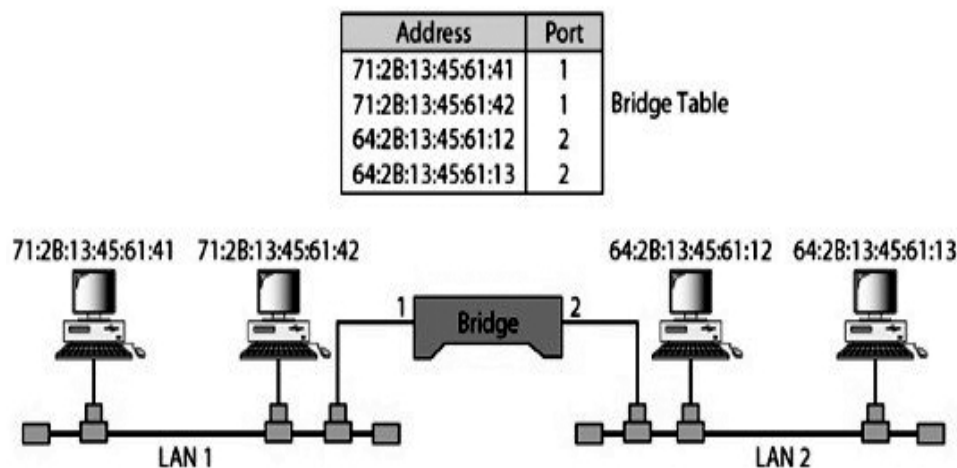 Address Port
71:2B:13:45:61:41 1
71:2B:13:45:61:42 1
64:2B:13:45:61:12 2
64:2B:13:45:61:13 2
Bridge Table
71:2B:13:45:61:41 71:2B:13:45:61:42 64:2B:13:45:61:12 64:2B:13:45:61:13
1 Bridge 2
LAN 1 LAN 2